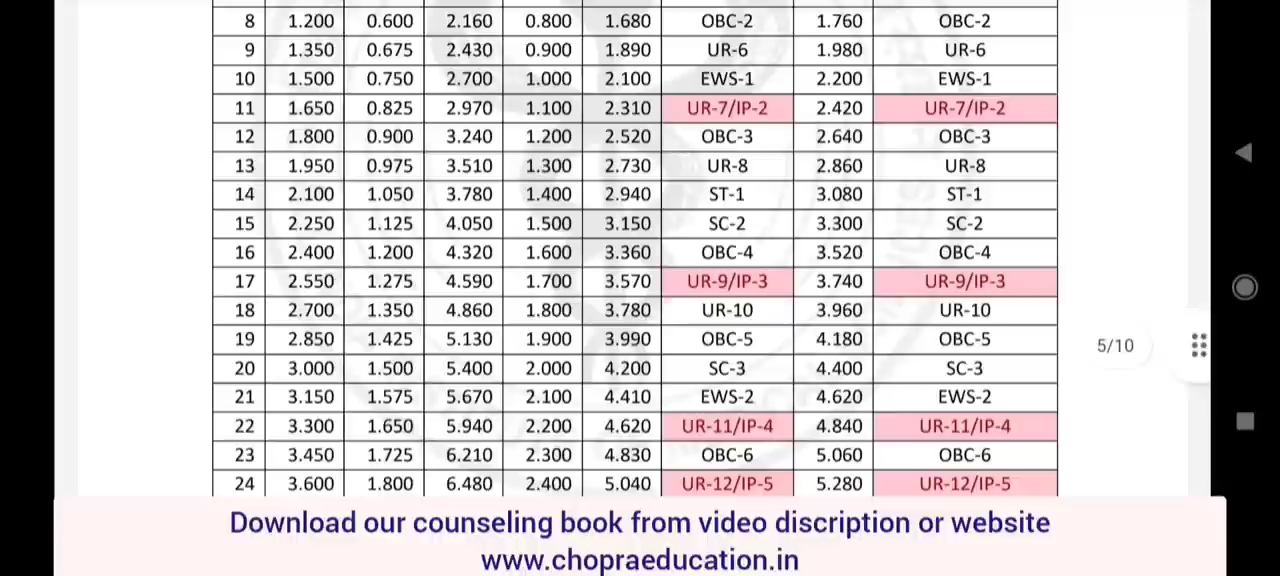 8 1.200 0.600 2.160 0.800 1.680 OBC-2 1.760 OBC-2
9 1.350 0.675 2.430 0.900 1.890 UR-6 1.980 UR-6
10 1.500 0.750 2.700 1.000 2.100 EWS-1 2.200 EWS-1
11 1.650 0.825 2.970 1.100 2.310 UR-7/IP-2 2.420 UR-7/IP-2
12 1.800 0.900 3.240 1.200 2.520 OBC-3 2.640 OBC-3
13 1.950 0.975 3.510 1.300 2.730 UR-8 2.860 UR-8
14 2.100 1.050 3.780 1.400 2.940 ST-1 3.080 ST-1
15 2.250 1.125 4.050 1.500 3.150 SC-2 3.300 SC-2
16 2.400 1.200 4.320 1.600 3.360 OBC-4 3.520 OBC-4
17 2.550 1.275 4.590 1.700 3.570 UR-9/IP-3 3.740 UR-9/IP-3
18 2.700 1.350 4.860 1.800 3.780 UR-10 3.960 UR-10
19 2.850 1.425 5.130 1.900 3.990 OBC-5 4.180 OBC-5
20 3.000 1.500 5.400 2.000 4.200 SC-3 4.400 SC-3
21 3.150 1.575 5.670 2.100 4.410 EWS-2 4.620 EWS-2
22 3.300 1.650 5.940 2.200 4.620 UR-11/IP-4 4.840 UR-11/IP-4
23 3.450 1.725 6.210 2.300 4.830 OBC-6 5.060 OBC-6
24 3.600 1.800 6.480 2.400 5.040 UR-12/IP-5 5.280 UR-12/IP-5
5/10
Download our counseling book from video discription or website
www.chopraeducation.in